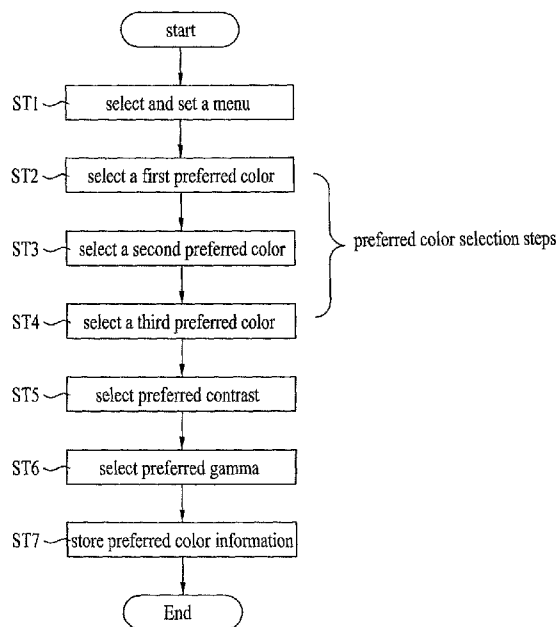 start
ST1 select and set a menu
ST2 select a first preferred color
ST3 select a second preferred color
preferred color selection steps
ST4 select a third preferred color
ST5 select preferred contrast
ST6 select preferred gamma
ST7 store preferred color information
End